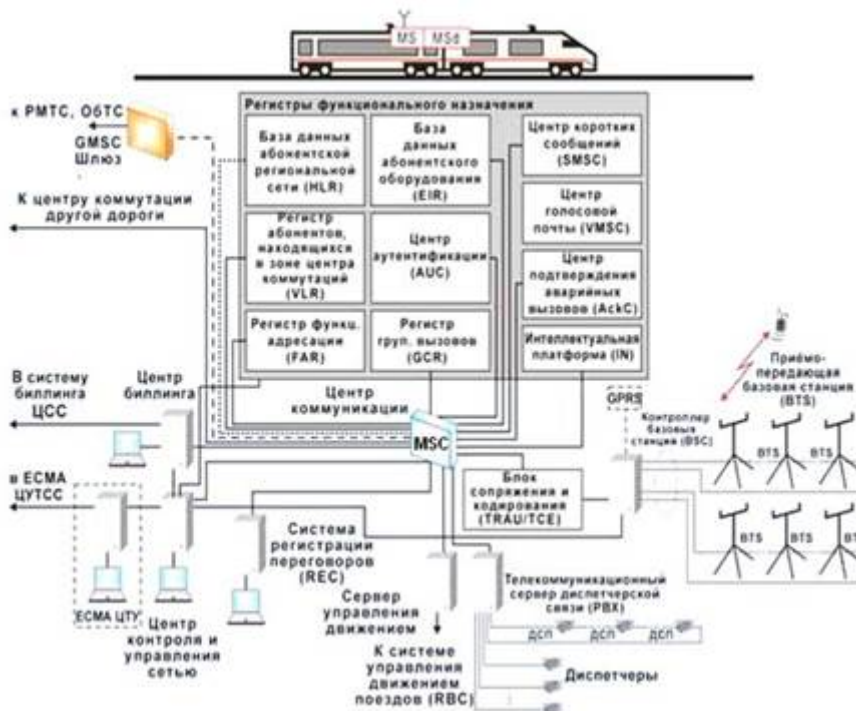 MS MSd
Регистры функционального назначения
к РМТС, ОбТС
GMSC
Шлюз
База данных
абонентской
региональной
сети (HLR)
База
данных
абонентского
оборудования
(EIR)
Центр
коротких
сообщений
(SMSC)
К центру коммутации
другой дороги
Регистр
абонентов,
находящихся
в зоне центра
коммутаций
(VLR)
Центр
аутентификации
(AUC)
Центр
голосовой
почты (VMSC)
Центр
подтверждения
аварийных
вызовов (AckC)
Регистр функц.
адресации
(FAR)
Регистр
груп. вызовов
(GCR)
Интеллектуальная
платформа (IN)
Приёмо-
передающая
базовая станция
(BTS)
В систему
биллинга
ЦСС
Центр
биллинга
Центр
коммуникации
MSC
GPRS
Контроллер
базовых
станции (BSC)
BTS BTS BTS
в ЕСМА
ЦУТСС
Блок
сопряжения и
кодирования
(TRAU/TCE)
BTS BTS BTS
Система
регистрации
переговоров
(REC)
ЕСМА ЦТУ
Центр
контроля и
управления
сетью
Сервер
управления
движением
Телекоммуникационный
сервер диспетчерской
связи (PBX)
дсп дсп дсп
К системе
управления
движением
поездов (RBC)
Диспетчеры